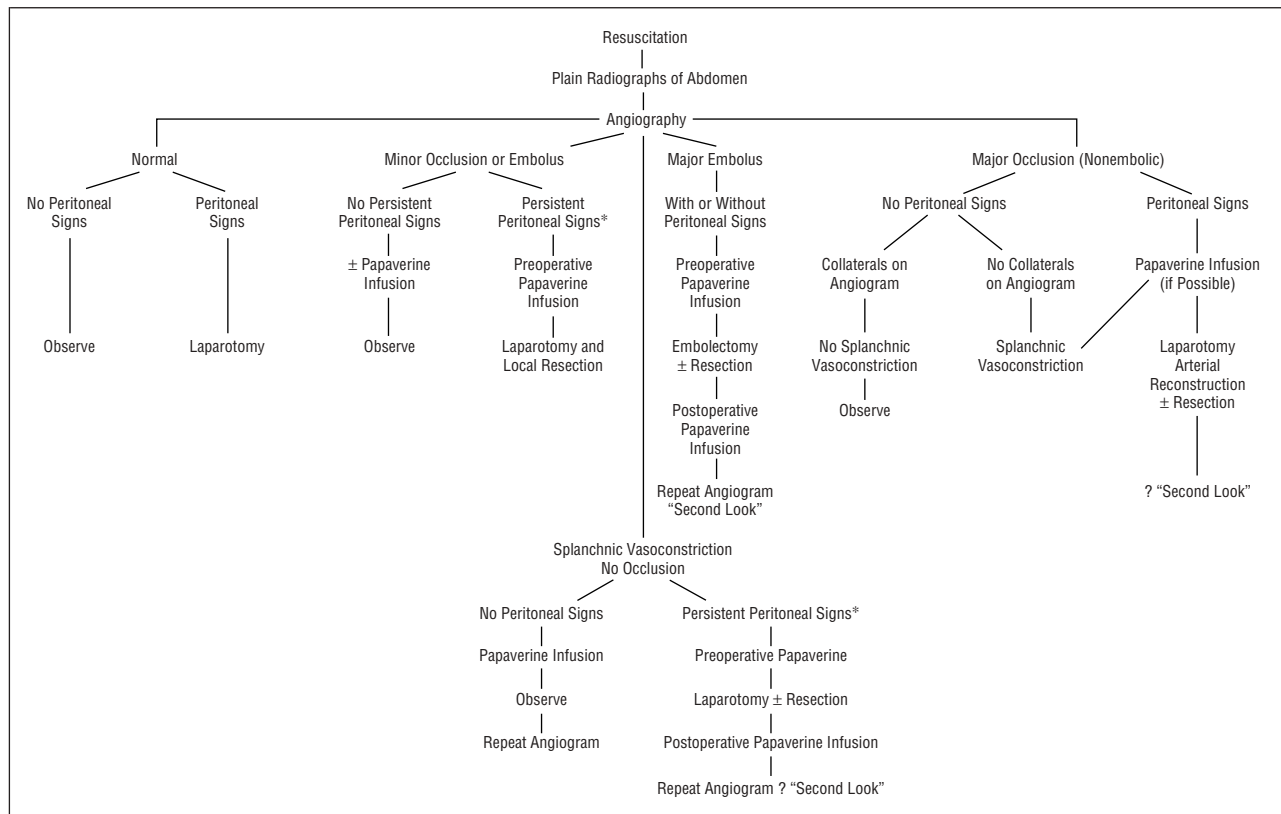 Resuscitation
Plain Radiographs of Abdomen
Angiography
Normal
No Peritoneal
Signs
Observe
Peritoneal
Signs
Laparotomy
Minor Occlusion or Embolus
No Persistent
Peritoneal Signs
± Papaverine
Infusion
Observe
Persistent
Peritoneal Signs*
Preoperative
Papaverine
Infusion
Laparotomy and
Local Resection
Major Embolus
With or Without
Peritoneal Signs
Preoperative
Papaverine
Infusion
Embolectomy
± Resection
Postoperative
Papaverine
Infusion
Repeat Angiogram
“Second Look”
Major Occlusion (Nonembolic)
No Peritoneal Signs
Collaterals on
Angiogram
No Splanchnic
Vasoconstriction
Observe
No Collaterals
on Angiogram
Splanchnic
Vasoconstriction
Peritoneal Signs
Papaverine Infusion
(if Possible)
Laparotomy
Arterial
Reconstruction
± Resection
? “Second Look”
Splanchnic Vasoconstriction
No Occlusion
No Peritoneal Signs
Papaverine Infusion
Observe
Repeat Angiogram
Persistent Peritoneal Signs*
Preoperative Papaverine
Laparotomy ± Resection
Postoperative Papaverine Infusion
Repeat Angiogram ? “Second Look”